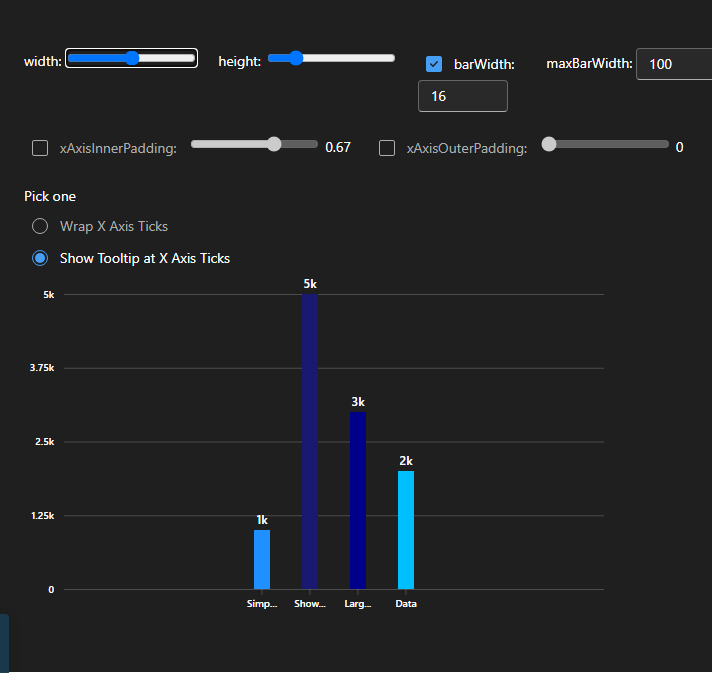 width: height: barWidth: maxBarWidth: 100
16
xAxisInnerPadding: 0.67 xAxisOuterPadding: 0
Pick one
Wrap X Axis Ticks
Show Tooltip at X Axis Ticks
5k
5k
3.75k
3k
2.5k
2k
1.25k
1k
0
Simp... Show... Larg... Data